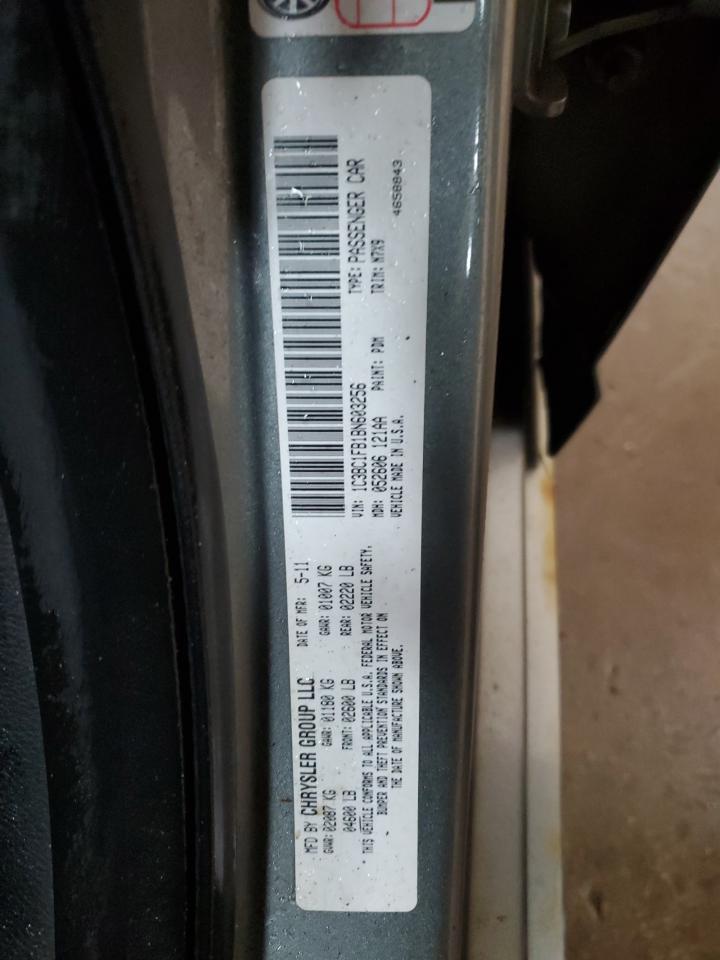 MFD BY CHRYSLER GROUP LLC DATE OF MFR: 5-11
GVWR: 02087 KG GAWR: 01180 KG GAWR: 01007 KG
04600 LB FRONT: 02600 LB REAR: 02220 LB
* THIS VEHICLE CONFORMS TO ALL APPLICABLE U.S.A. FEDERAL MOTOR VEHICLE SAFETY,
BUMPER AND THEFT PREVENTION STANDARDS IN EFFECT ON
THE DATE OF MANUFACTURE SHOWN ABOVE.
VIN: 1C3BC1FB1BN603256 TYPE: PASSENGER CAR
MDH: 052606 121AA PAINT: PDM TRIM: M7X9
VEHICLE MADE IN U.S.A. 4658843